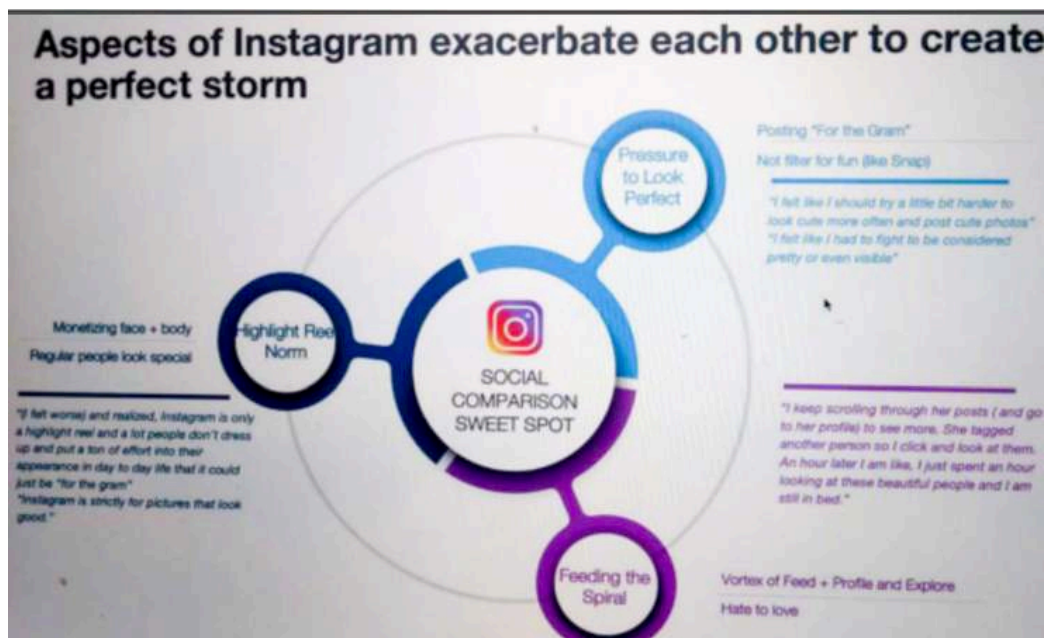 Aspects of Instagram exacerbate each other to create
a perfect storm
Pressure
to Look
Perfect
Posting "For the Gram"
Not filter for fun (like Snap)
"I felt like I should try a little bit harder to
look cute more often and post cute photos"
"I felt like I had to fight to be considered
pretty or even visible"
Highlight Reel
Norm
Monetizing face + body
Regular people look special
"(I felt worse) and realized, Instagram is only
a highlight reel and a lot people don't dress
up and put a ton of effort into their
appearance in day to day life that it could
just be "for the gram"
"Instagram is strictly for pictures that look
good."
SOCIAL
COMPARISON
SWEET SPOT
"I keep scrolling through her posts ( and go
to her profile) to see more. She tagged
another person so I click and look at them.
An hour later I am like, I just spent an hour
looking at these beautiful people and I am
still in bed."
Feeding the
Spiral
Vortex of Feed + Profile and Explore
Hate to love